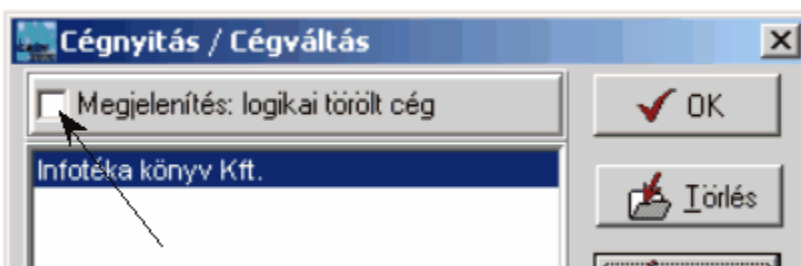 Cégnyitás / Cégváltás
Megjelenítés: logikai törölt cég
OK
Infotéka könyv Kft.
Törlés